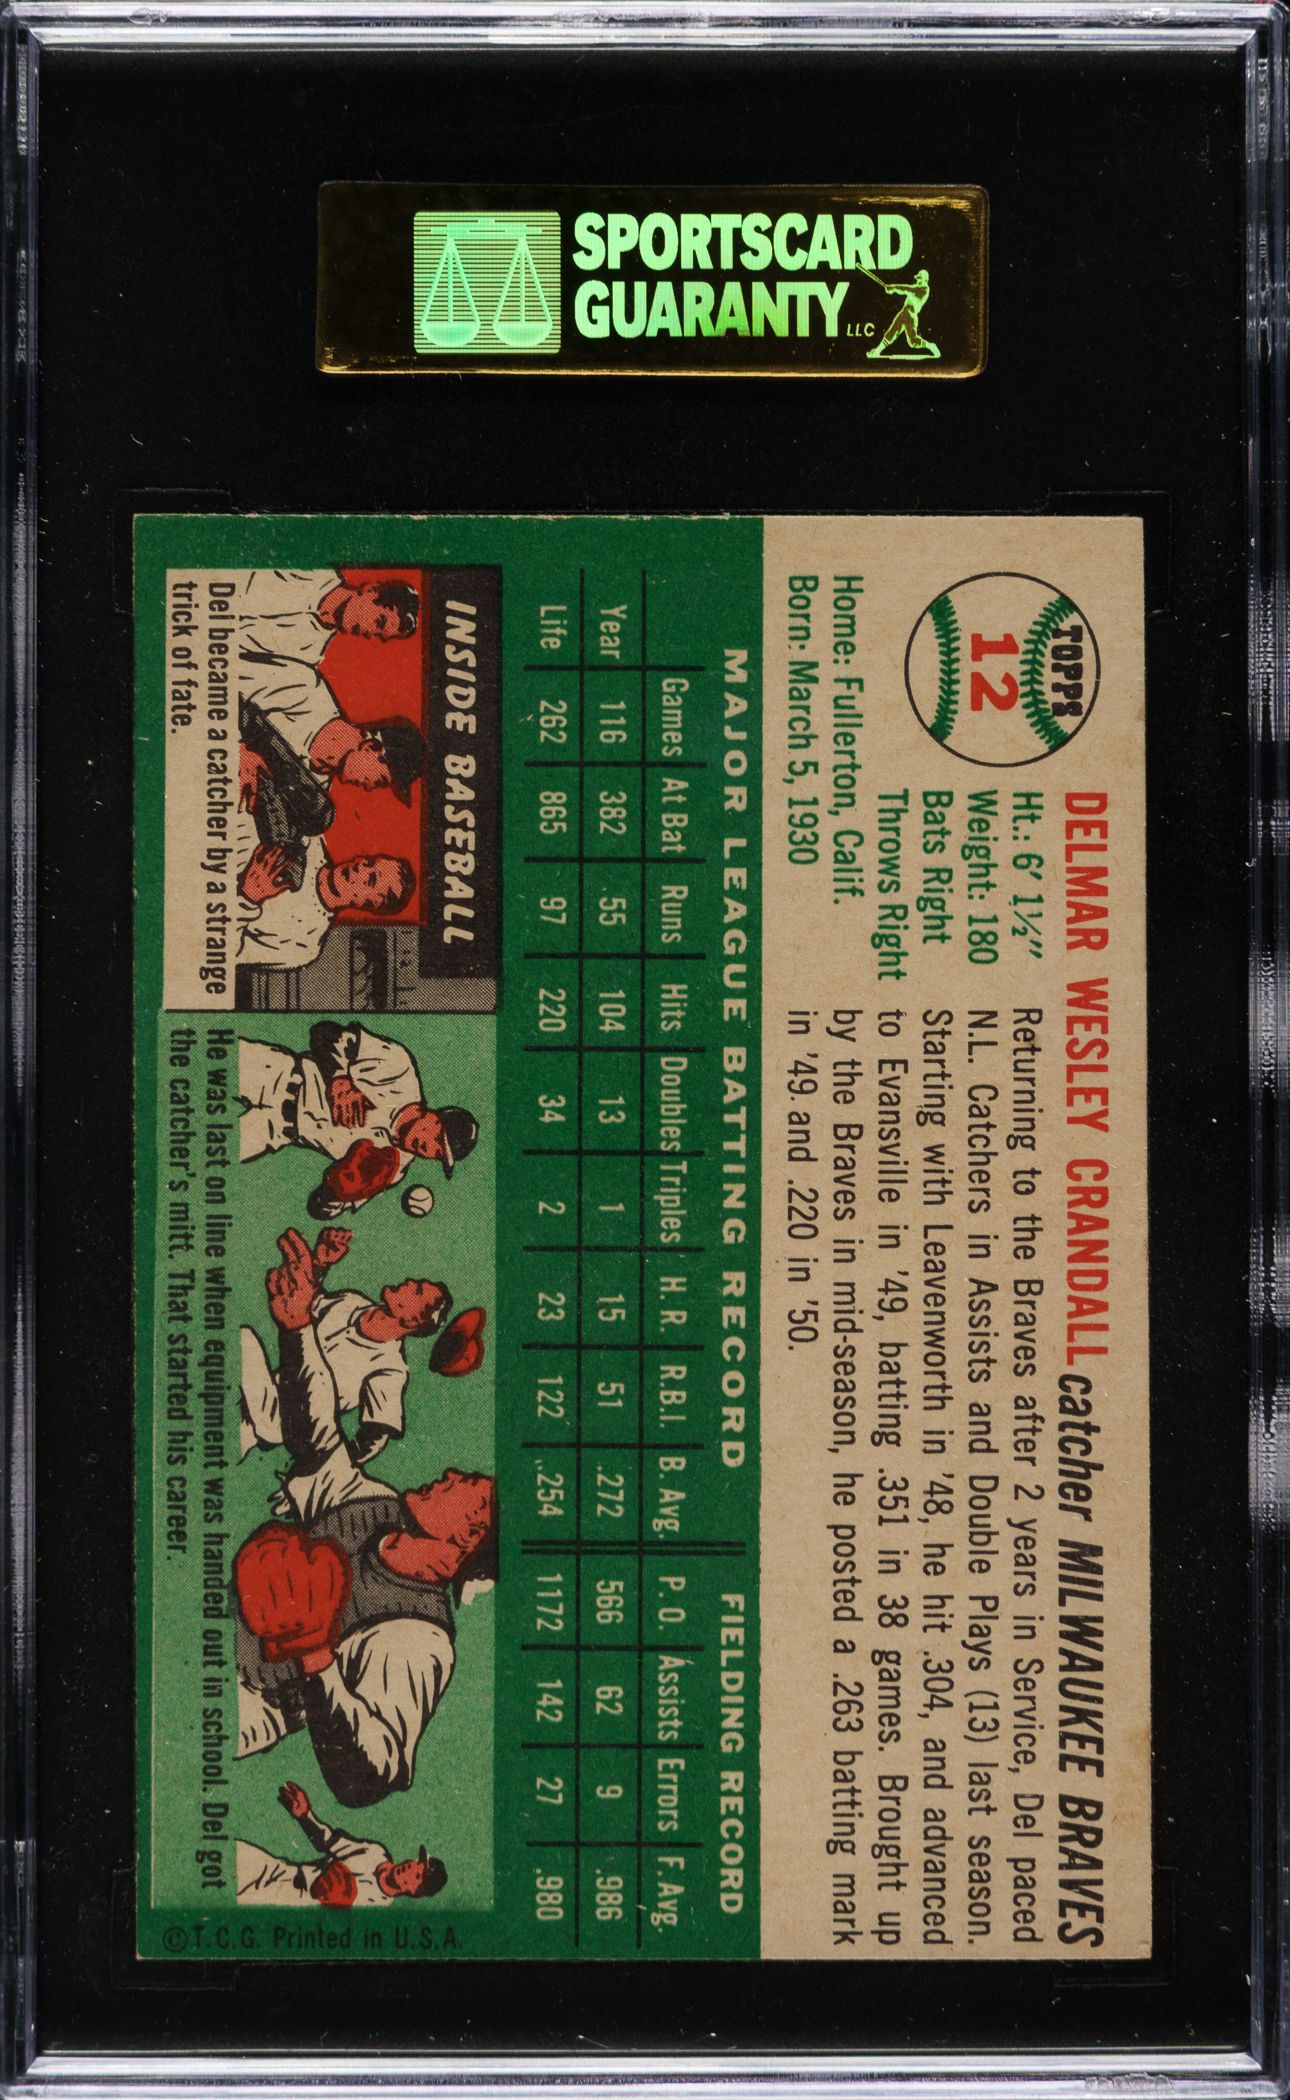 SPORTSCARD
GUARANTY LLC
TOPPS
12
DELMAR WESLEY CRANDALL catcher MILWAUKEE BRAVES
Ht.: 6' 1½"
Weight: 180
Bats Right
Throws Right
Home: Fullerton, Calif.
Born: March 5, 1930
Returning to the Braves after 2 years in Service, Del paced
N.L. Catchers in Assists and Double Plays (13) last season.
Starting with Leavenworth in '48, he hit .304, and advanced
to Evansville in '49, batting .351 in 38 games. Brought up
by the Braves in mid-season, he posted a .263 batting mark
in '49. and .220 in '50.
MAJOR LEAGUE BATTING RECORD FIELDING RECORD
Games At Bat Runs Hits Doubles Triples H. R. R.B.I. B. Avg. P. O. Assists Errors F. Avg.
Year 116 382 55 104 13 1 15 51 .272 566 62 9 .986
Life 262 865 97 220 34 2 23 122 .254 1172 142 27 .980
INSIDE BASEBALL
Del became a catcher by a strange
trick of fate.
He was last on line when equipment was handed out in school. Del got
the catcher's mitt. That started his career.
© T.C.G. Printed in U.S.A.